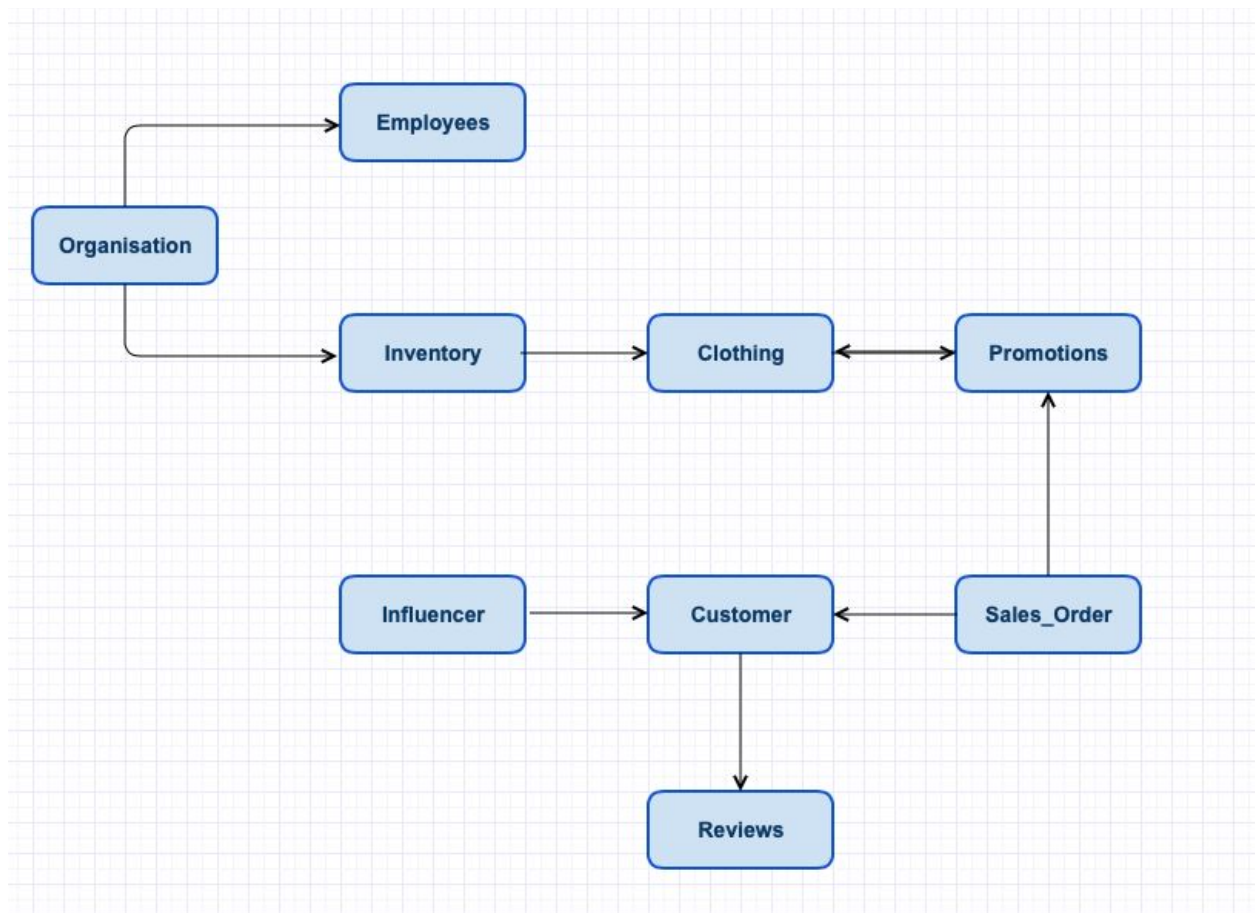 Employees
Organisation
Inventory
Clothing
Promotions
Influencer
Customer
Sales_Order
Reviews